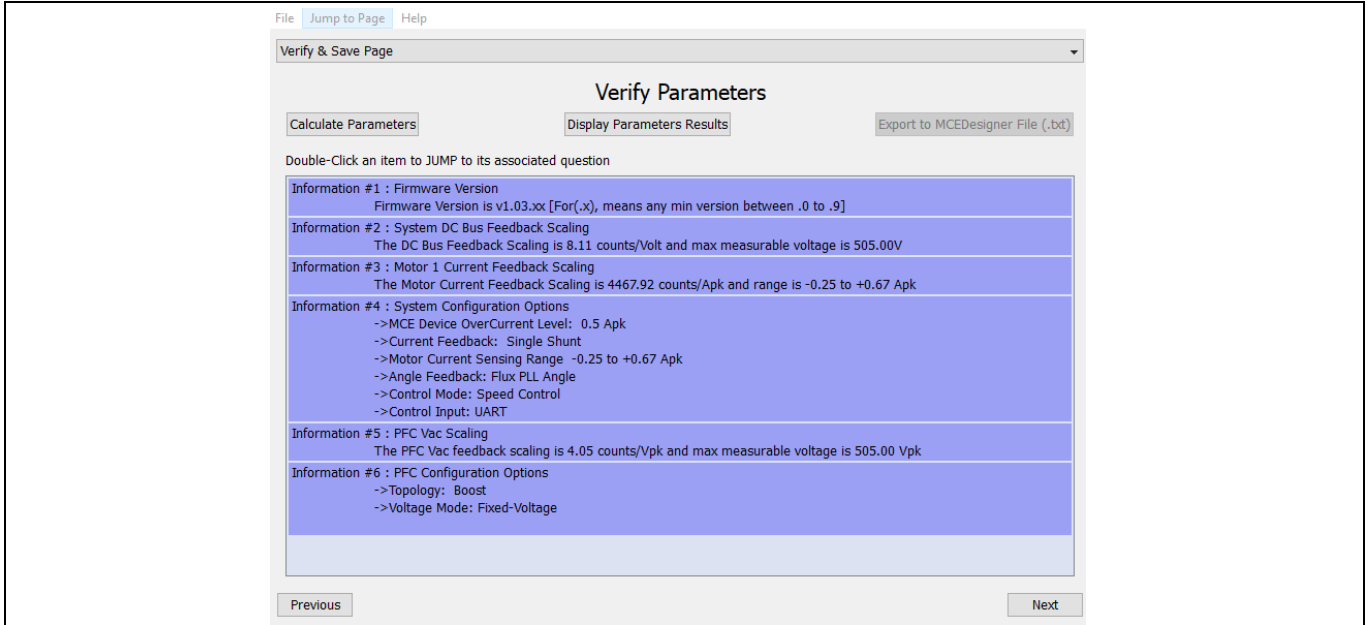 File Jump to Page Help
Verify & Save Page
Verify Parameters
Calculate Parameters Display Parameters Results Export to MCEDesigner File (.txt)
Double-Click an item to JUMP to its associated question
Information #1 : Firmware Version
Firmware Version is v1.03.xx [For(.x), means any min version between .0 to .9]
Information #2 : System DC Bus Feedback Scaling
The DC Bus Feedback Scaling is 8.11 counts/Volt and max measurable voltage is 505.00V
Information #3 : Motor 1 Current Feedback Scaling
The Motor Current Feedback Scaling is 4467.92 counts/Apk and range is -0.25 to +0.67 Apk
Information #4 : System Configuration Options
->MCE Device OverCurrent Level: 0.5 Apk
->Current Feedback: Single Shunt
->Motor Current Sensing Range -0.25 to +0.67 Apk
->Angle Feedback: Flux PLL Angle
->Control Mode: Speed Control
->Control Input: UART
Information #5 : PFC Vac Scaling
The PFC Vac feedback scaling is 4.05 counts/Vpk and max measurable voltage is 505.00 Vpk
Information #6 : PFC Configuration Options
->Topology: Boost
->Voltage Mode: Fixed-Voltage
Previous Next